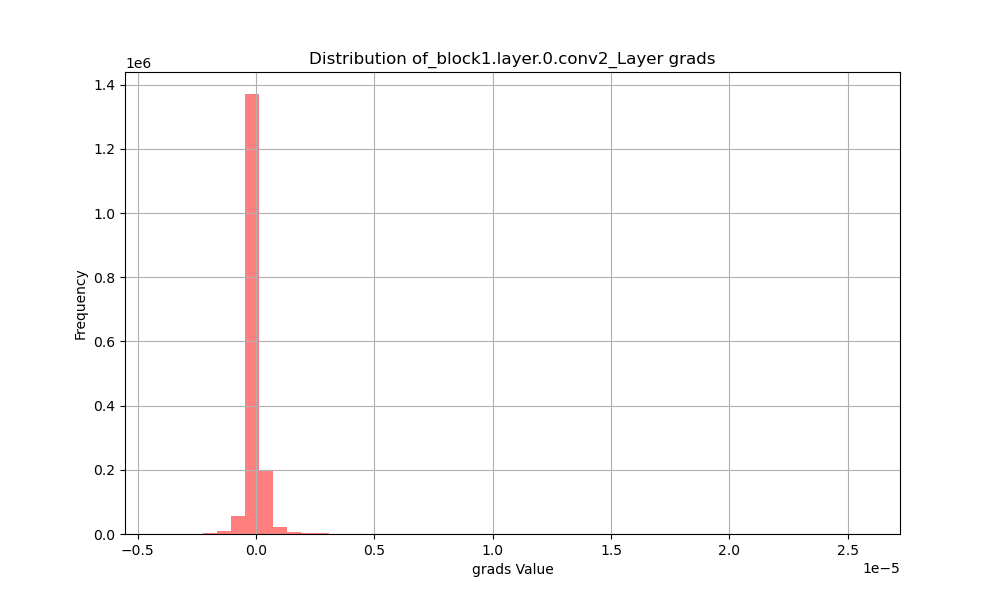 Distribution of_block1.layer.0.conv2_Layer grads
1e6
1.4
1.2
1.0
0.8
0.6
0.4
0.2
0.0
Frequency
−0.5 0.0 0.5 1.0 1.5 2.0 2.5
1e−5
grads Value